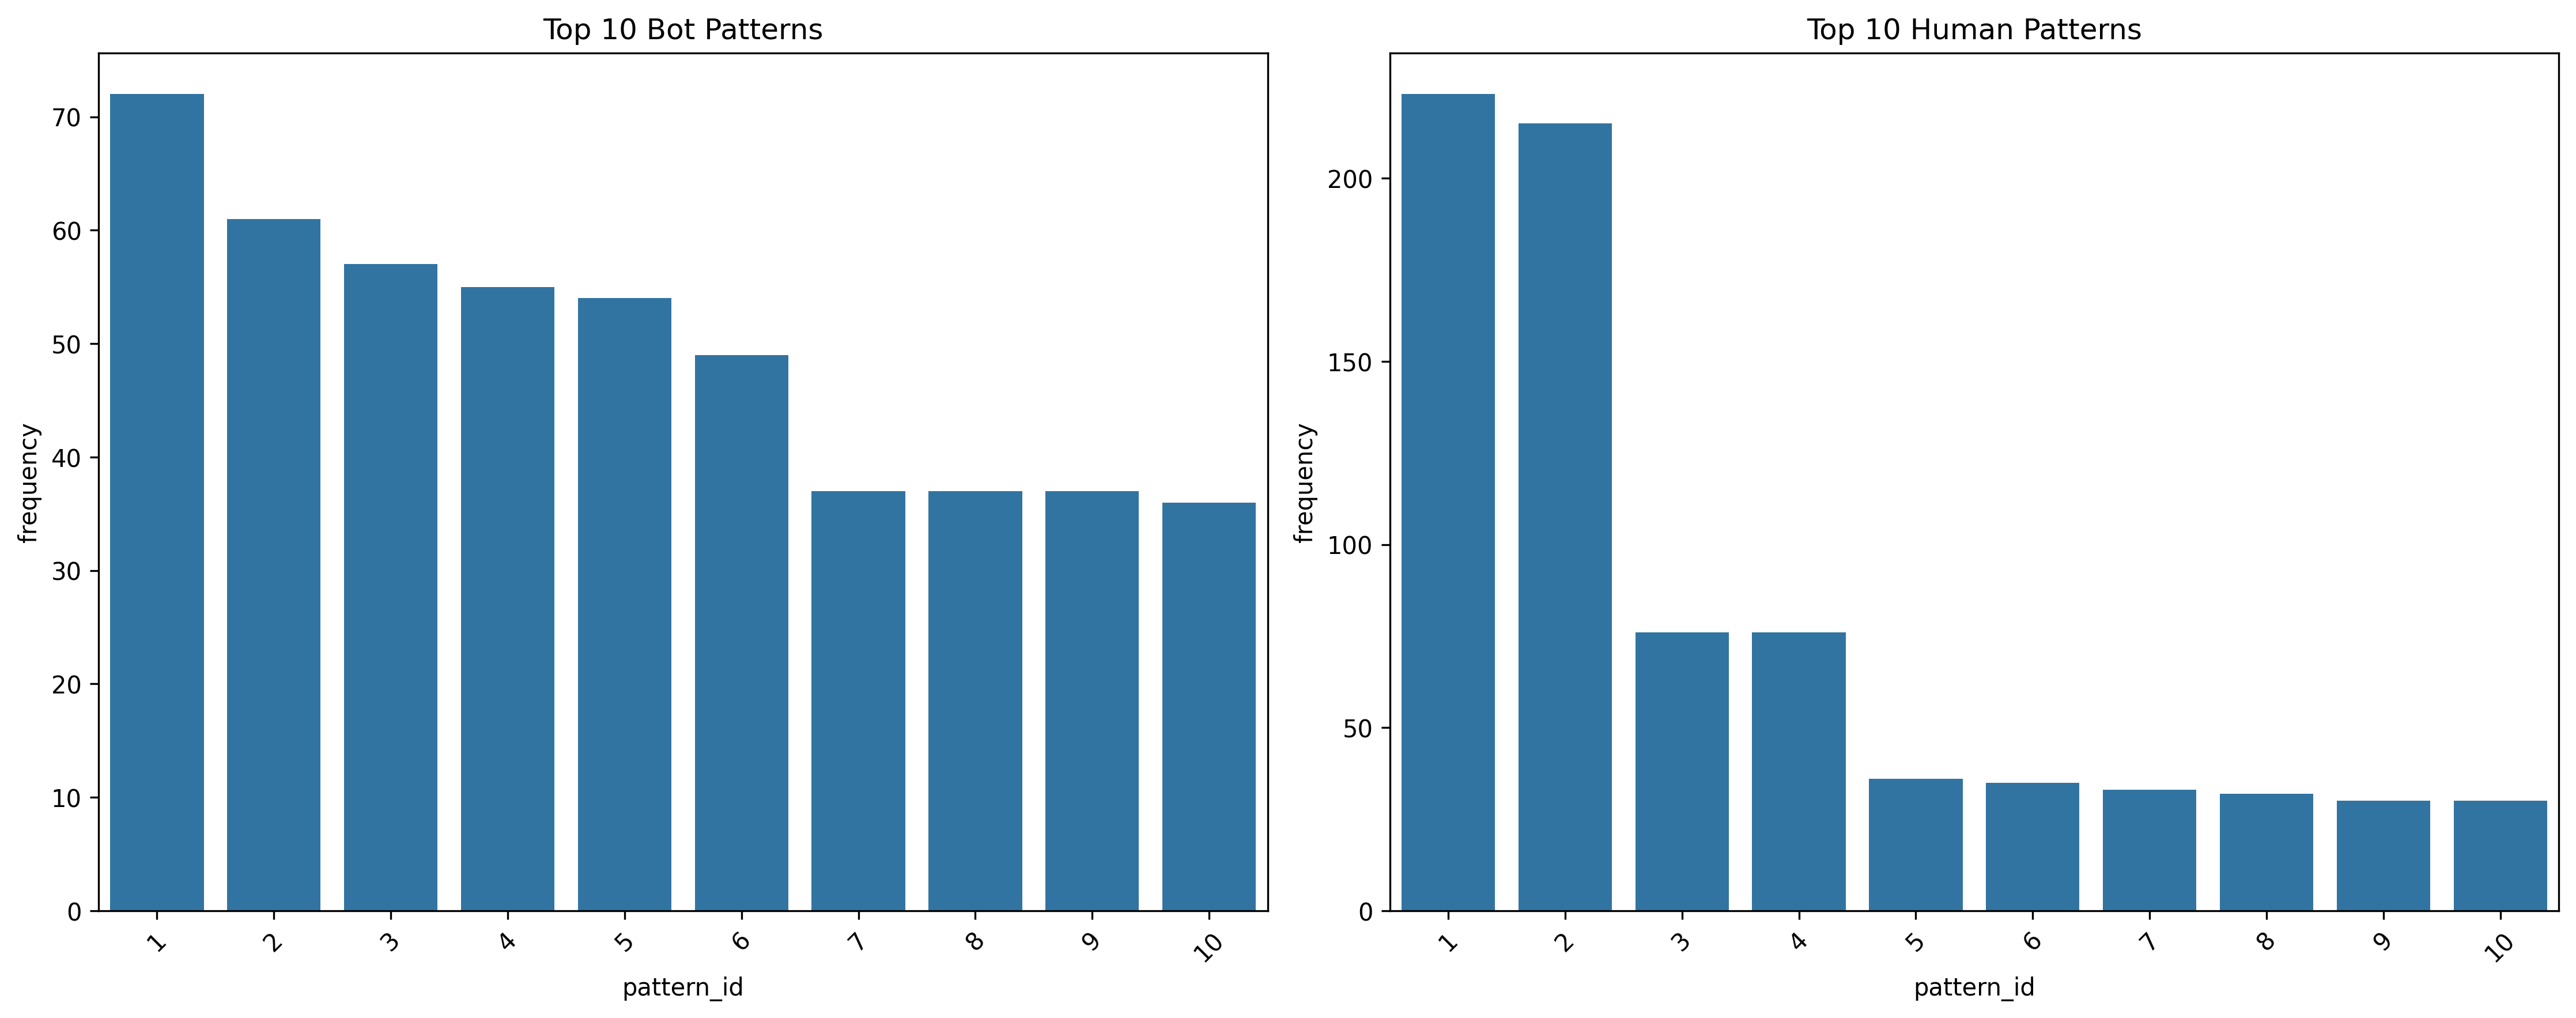 Top 10 Bot Patterns
70
60
50
40
30
20
10
0
frequency
1 2 3 4 5 6 7 8 9 10
pattern_id
Top 10 Human Patterns
200
150
100
50
0
frequency
1 2 3 4 5 6 7 8 9 10
pattern_id